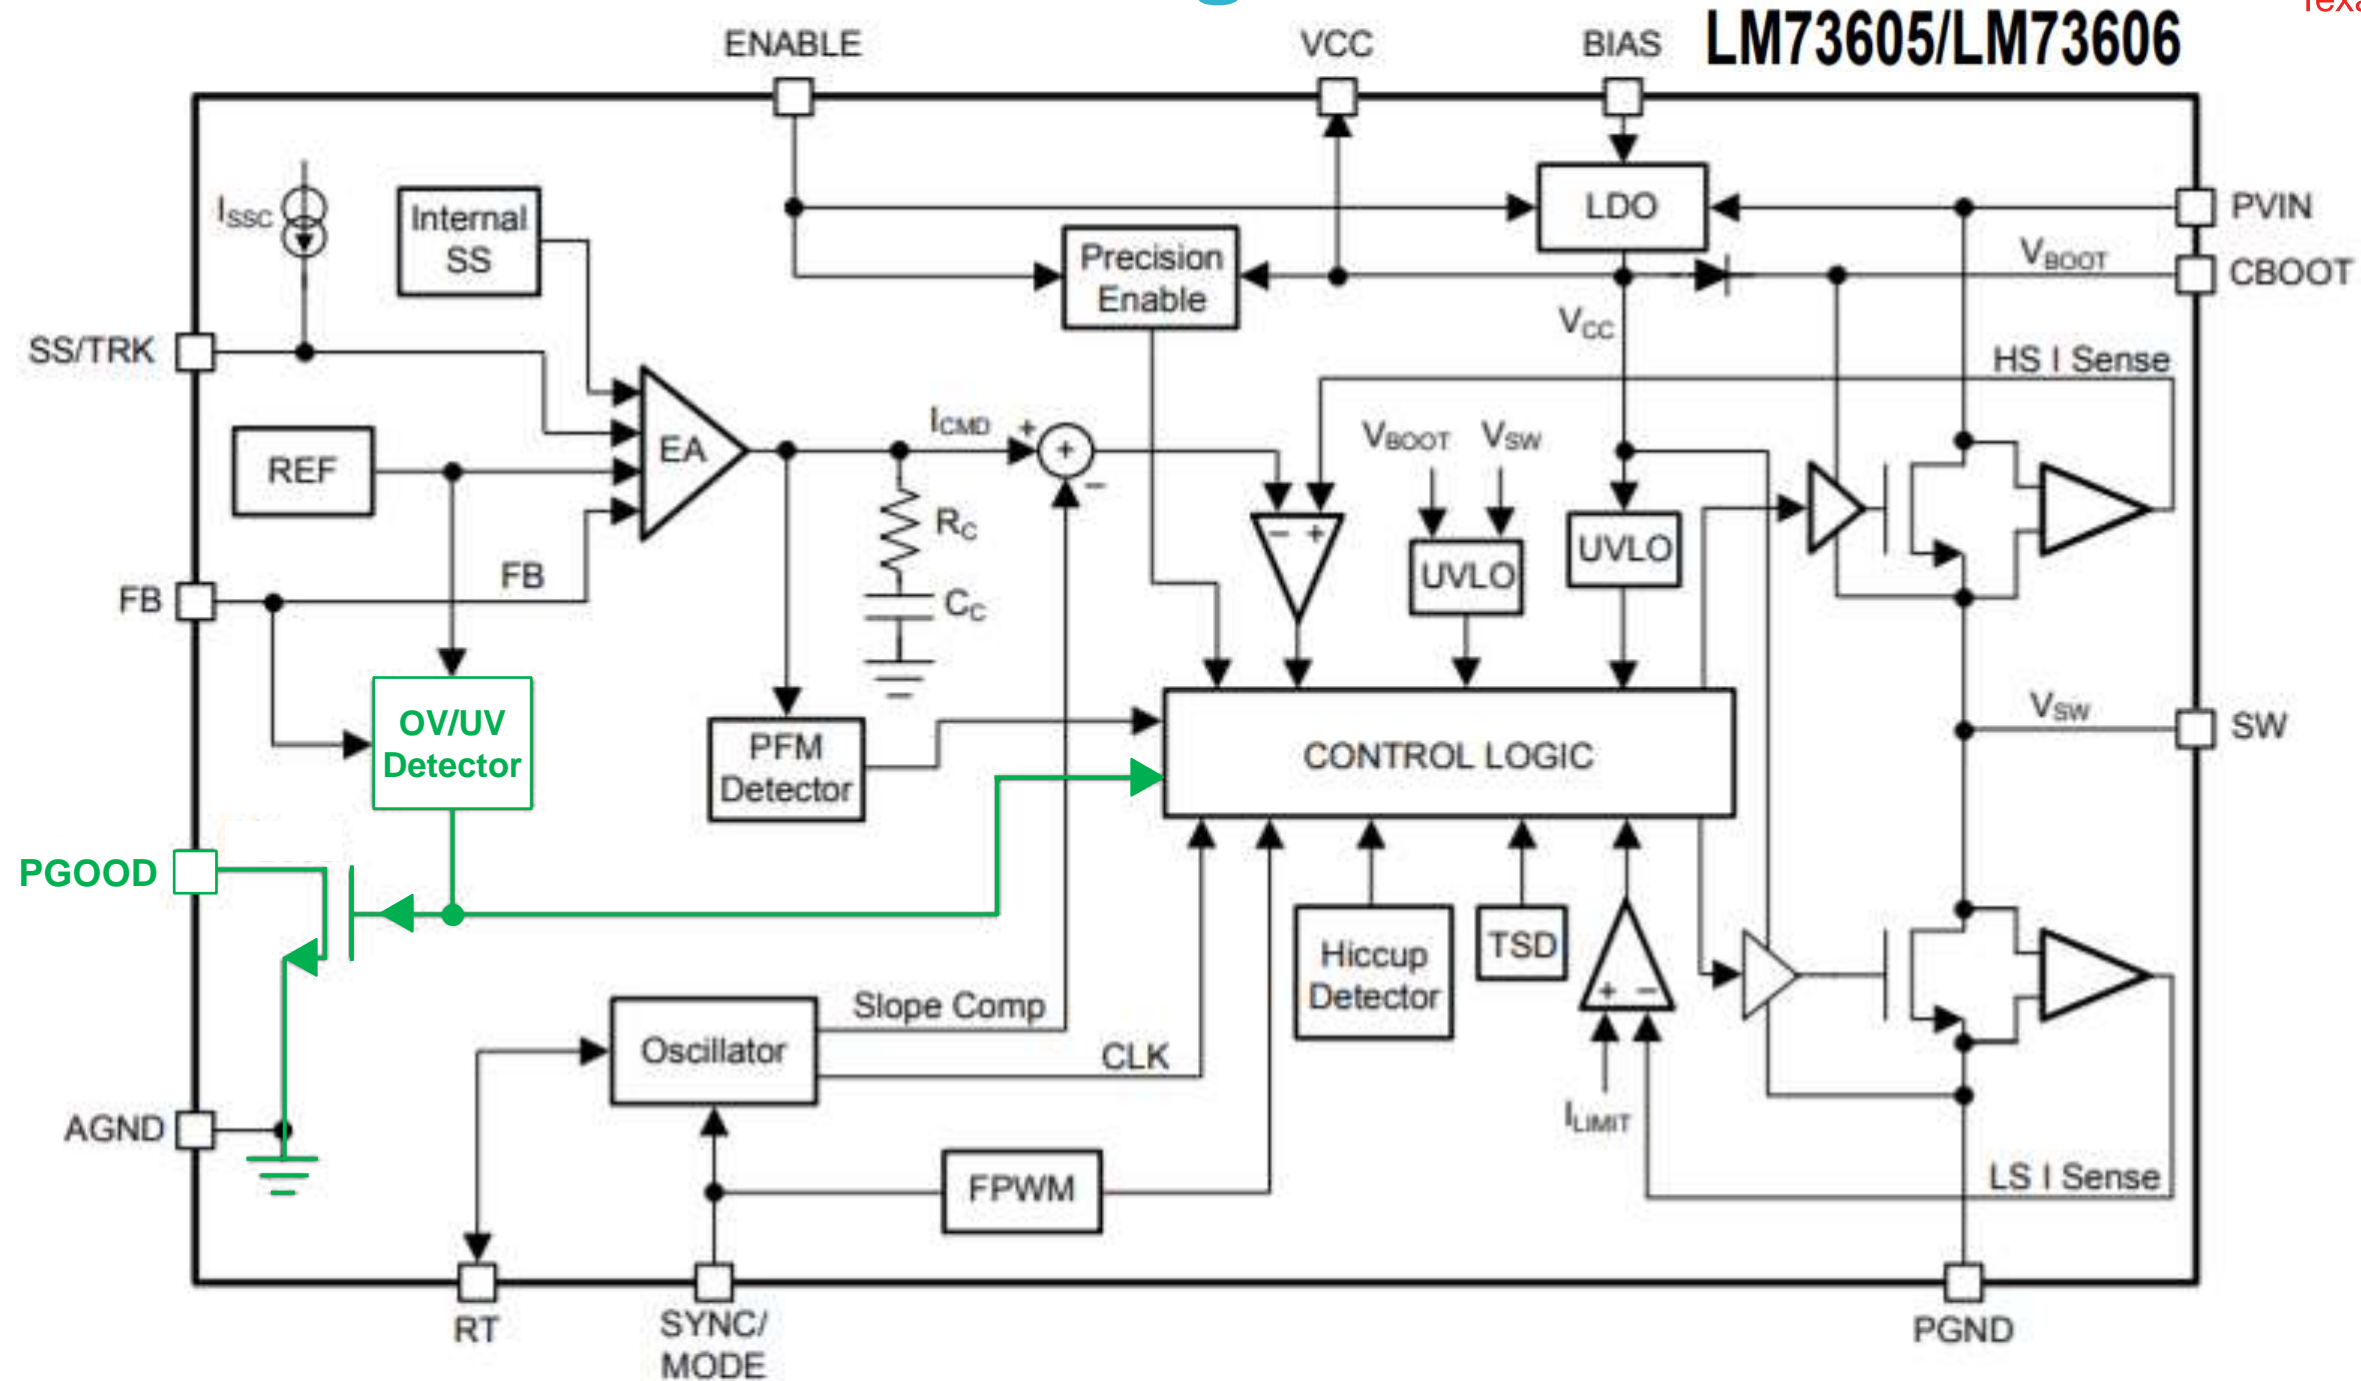 LM73605/LM73606
ENABLE
VCC
BIAS
ISSC
Internal
SS
LDO
PVIN
Precision
Enable
VBOOT
CBOOT
VCC
SS/TRK
HS I Sense
ICMD
+
+
−
EA
VBOOT
VSW
REF
RC
− +
UVLO
UVLO
FB
FB
CC
OV/UV
Detector
PFM
Detector
CONTROL LOGIC
VSW
SW
PGOOD
Hiccup
Detector
TSD
+ −
Slope Comp
Oscillator
CLK
ILIMIT
AGND
FPWM
LS I Sense
RT
SYNC/
MODE
PGND